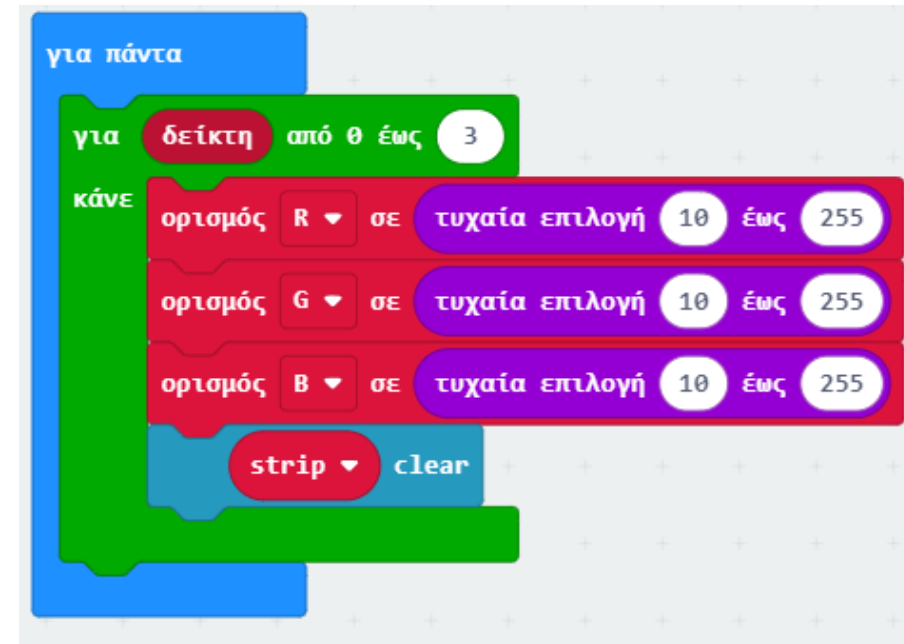 για πάντα
για δείκτη από 0 έως 3
κάνε
ορισμός R σε τυχαία επιλογή 10 έως 255
ορισμός G σε τυχαία επιλογή 10 έως 255
ορισμός B σε τυχαία επιλογή 10 έως 255
strip clear